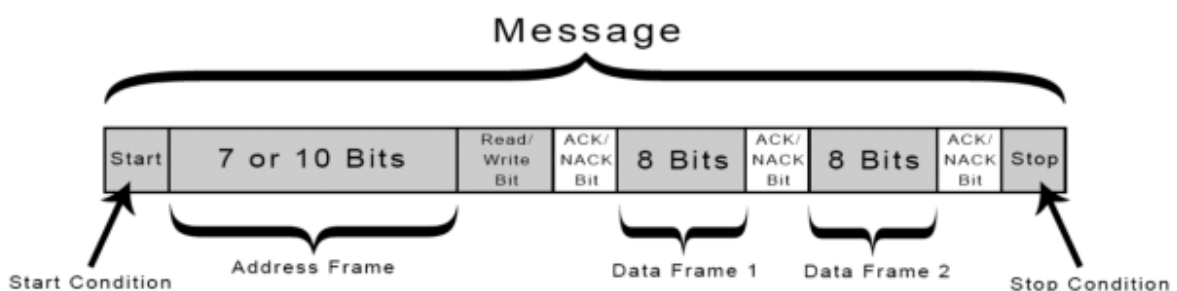 Message
Start
7 or 10 Bits
Read/
Write
Bit
ACK/
NACK
Bit
8 Bits
ACK/
NACK
Bit
8 Bits
ACK/
NACK
Bit
Stop
Start Condition
Address Frame
Data Frame 1
Data Frame 2
Stop Condition